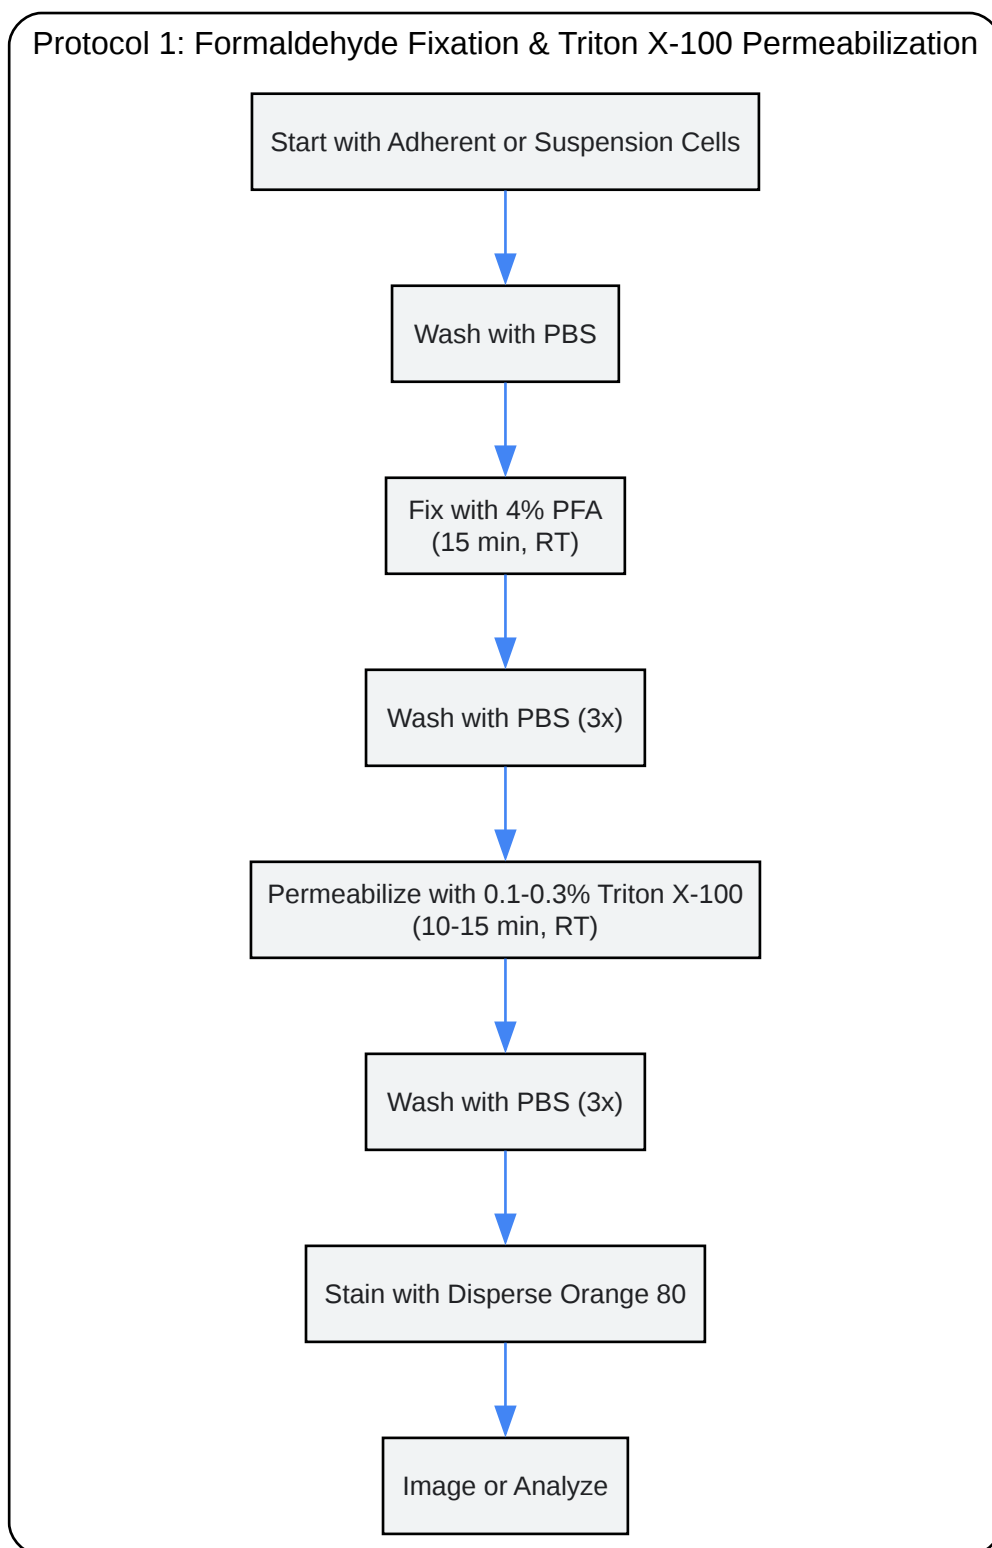 Protocol 1: Formaldehyde Fixation & Triton X-100 Permeabilization
Start with Adherent or Suspension Cells
Wash with PBS
Fix with 4% PFA
(15 min, RT)
Wash with PBS (3x)
Permeabilize with 0.1-0.3% Triton X-100
(10-15 min, RT)
Wash with PBS (3x)
Stain with Disperse Orange 80
Image or Analyze